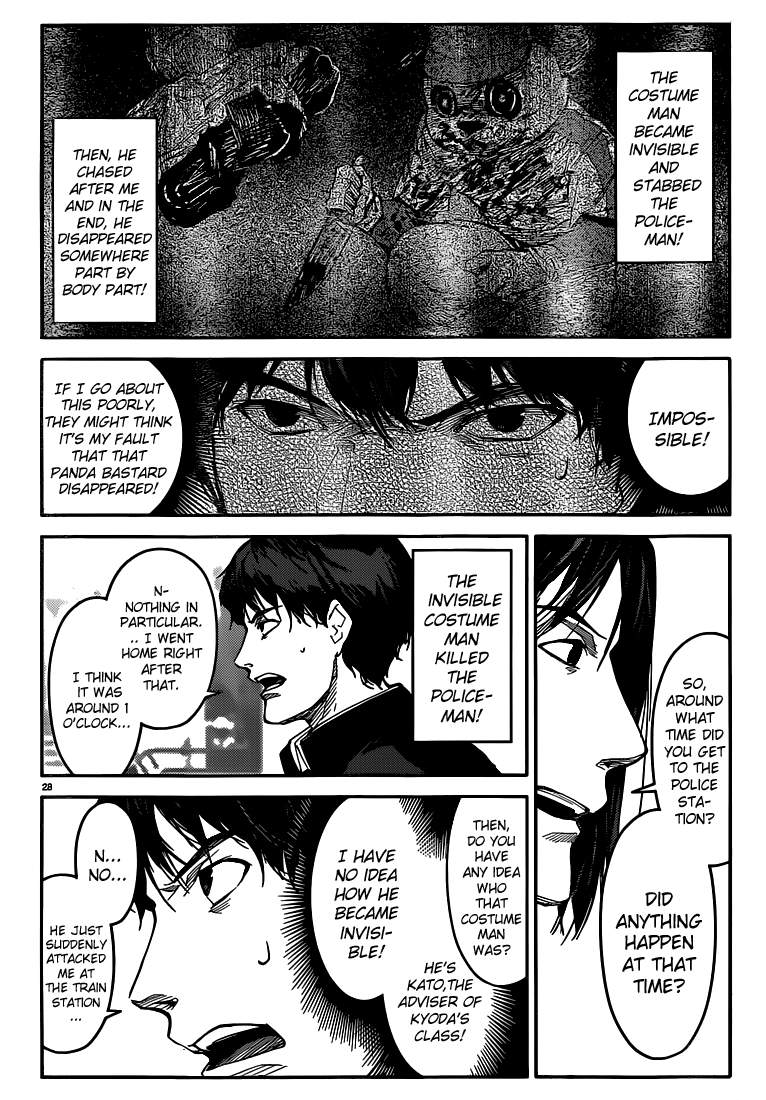 THE
COSTUME
MAN
BECAME
INVISIBLE
AND
STABBED
THE
POLICE-
MAN!
THEN, HE
CHASED
AFTER ME
AND IN THE
END, HE
DISAPPEARED
SOMEWHERE
PART BY
BODY PART!
IMPOS-
SIBLE!
IF I GO ABOUT
THIS POORLY,
THEY MIGHT THINK
IT'S MY FAULT
THAT THAT
PANDA BASTARD
DISAPPEARED!
SO,
AROUND
WHAT
TIME DID
YOU GET
TO THE
POLICE
STA-
TION?
DID
ANYTHING
HAPPEN
AT THAT
TIME?
THE
INVISIBLE
COSTUME
MAN
KILLED
THE
POLICE-
MAN!
N-
NOTHING IN
PARTICULAR.
.. I WENT
HOME RIGHT
AFTER
THAT.
I THINK
IT WAS
AROUND 1
O'CLOCK...
28
THEN,
DO YOU
HAVE
ANY IDEA
WHO
THAT
COSTUME
MAN
WAS?
I HAVE
NO IDEA
HOW HE
BECAME
INVISI-
BLE!
HE'S
KATO,THE
ADVISER OF
KYODA'S
CLASS!
N...
NO...
HE JUST
SUDDENLY
ATTACKED
ME AT
THE TRAIN
STATION
...